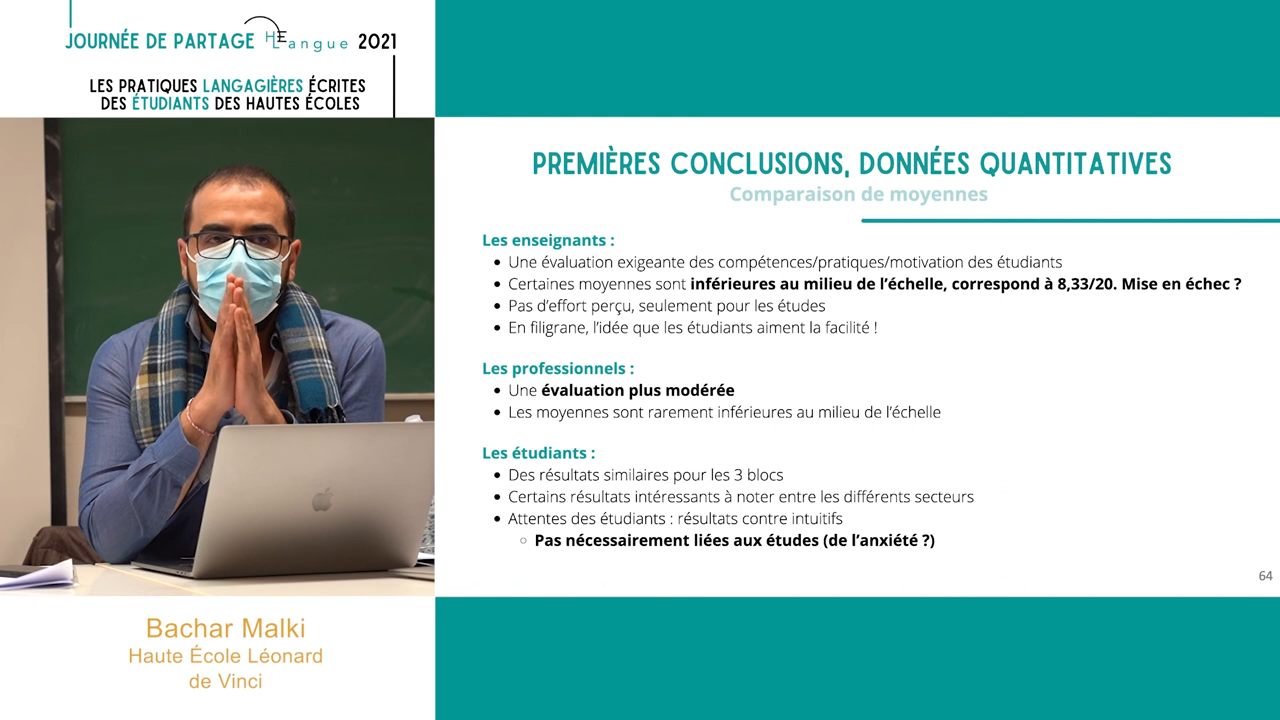 JOURNÉE DE PARTAGE HELangue 2021
LES PRATIQUES LANGAGIÈRES ÉCRITES
DES ÉTUDIANTS DES HAUTES ÉCOLES
PREMIÈRES CONCLUSIONS, DONNÉES QUANTITATIVES
Comparaison de moyennes
Les enseignants :
• Une évaluation exigeante des compétences/pratiques/motivation des étudiants
• Certaines moyennes sont inférieures au milieu de l'échelle, correspond à 8,33/20. Mise en échec ?
• Pas d'effort perçu, seulement pour les études
• En filigrane, l'idée que les étudiants aiment la facilité !
Les professionnels :
• Une évaluation plus modérée
• Les moyennes sont rarement inférieures au milieu de l'échelle
Les étudiants :
• Des résultats similaires pour les 3 blocs
• Certains résultats intéressants à noter entre les différents secteurs
• Attentes des étudiants : résultats contre intuitifs
○ Pas nécessairement liées aux études (de l'anxiété ?)
64
Bachar Malki
Haute École Léonard
de Vinci